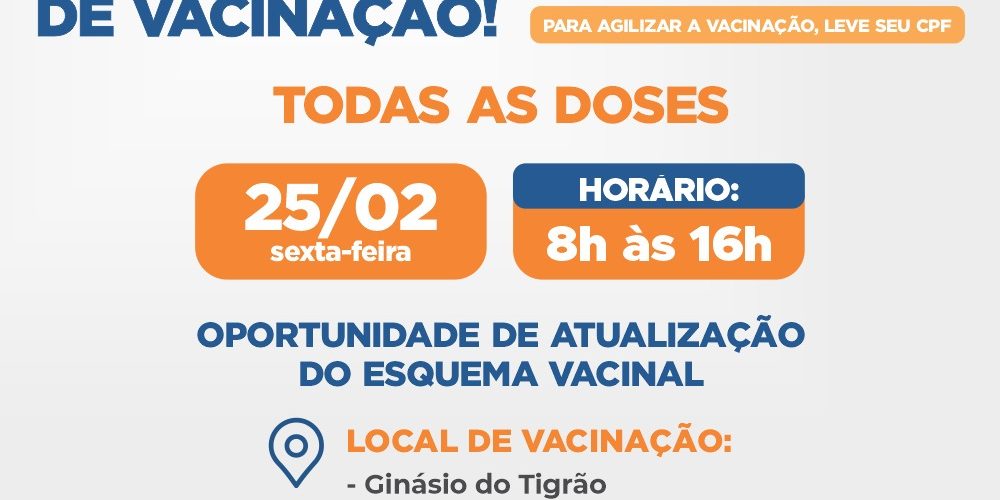 DE VACINAÇÃO!
PARA AGILIZAR A VACINAÇÃO, LEVE SEU CPF
TODAS AS DOSES
25/02
sexta-feira
HORÁRIO:
8h às 16h
OPORTUNIDADE DE ATUALIZAÇÃO
DO ESQUEMA VACINAL
LOCAL DE VACINAÇÃO:
- Ginásio do Tigrão